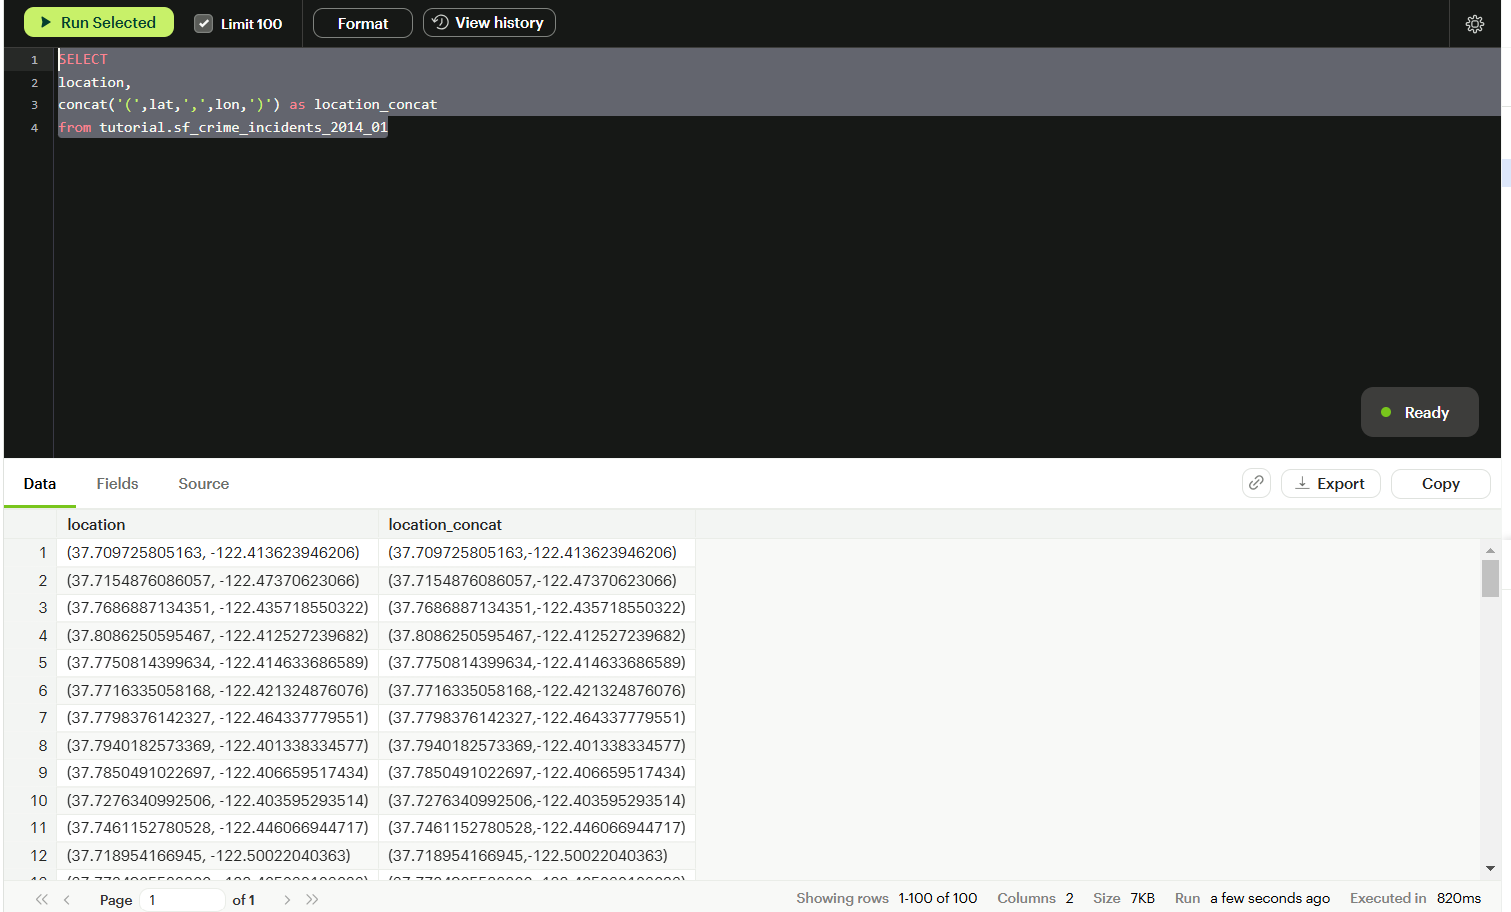 Run Selected Limit 100 Format View history
1 SELECT
2 location,
3 concat('(',lat,',',lon,')') as location_concat
4 from tutorial.sf_crime_incidents_2014_01
Ready
Data Fields Source Export Copy
location location_concat
1 (37.709725805163, -122.413623946206) (37.709725805163,-122.413623946206)
2 (37.7154876086057, -122.47370623066) (37.7154876086057,-122.47370623066)
3 (37.7686887134351, -122.435718550322) (37.7686887134351,-122.435718550322)
4 (37.8086250595467, -122.412527239682) (37.8086250595467,-122.412527239682)
5 (37.7750814399634, -122.414633686589) (37.7750814399634,-122.414633686589)
6 (37.7716335058168, -122.421324876076) (37.7716335058168,-122.421324876076)
7 (37.7798376142327, -122.464337779551) (37.7798376142327,-122.464337779551)
8 (37.7940182573369, -122.401338334577) (37.7940182573369,-122.401338334577)
9 (37.7850491022697, -122.406659517434) (37.7850491022697,-122.406659517434)
10 (37.7276340992506, -122.403595293514) (37.7276340992506,-122.403595293514)
11 (37.7461152780528, -122.446066944717) (37.7461152780528,-122.446066944717)
12 (37.718954166945, -122.50022040363) (37.718954166945,-122.50022040363)
Page 1 of 1 Showing rows 1-100 of 100 Columns 2 Size 7KB Run a few seconds ago Executed in 820ms